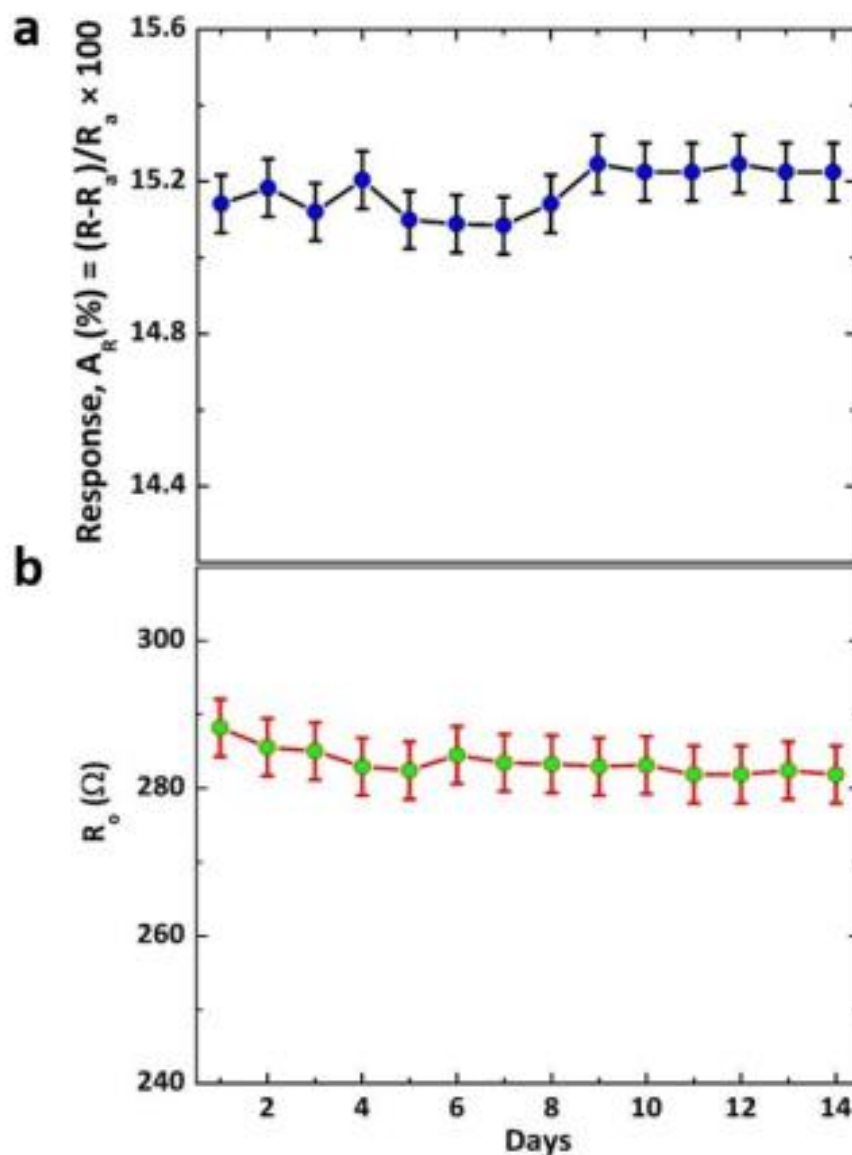 a
Response, A_R(%) = (R-R_a)/R_a × 100
15.6
15.2
14.8
14.4
b
R_o (Ω)
300
280
260
240
2 4 6 8 10 12 14
Days